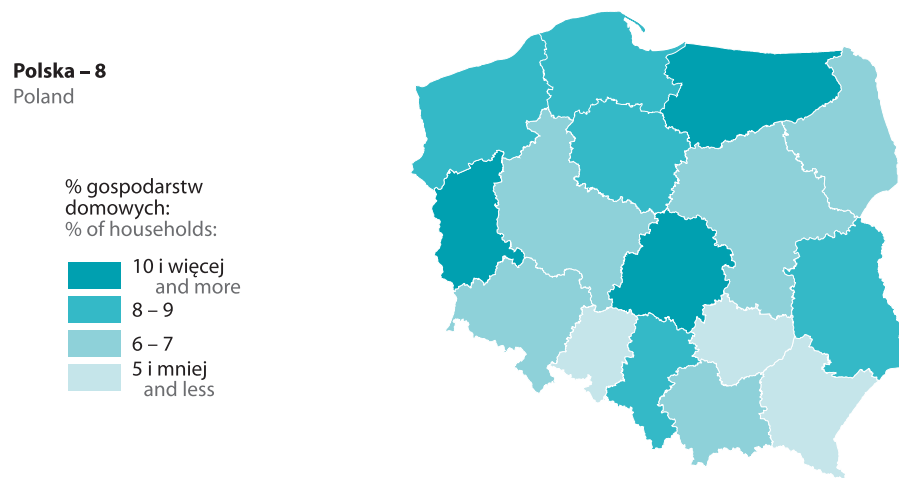 Polska – 8
Poland
% gospodarstw
domowych:
% of households:
10 i więcej
and more
8 – 9
6 – 7
5 i mniej
and less